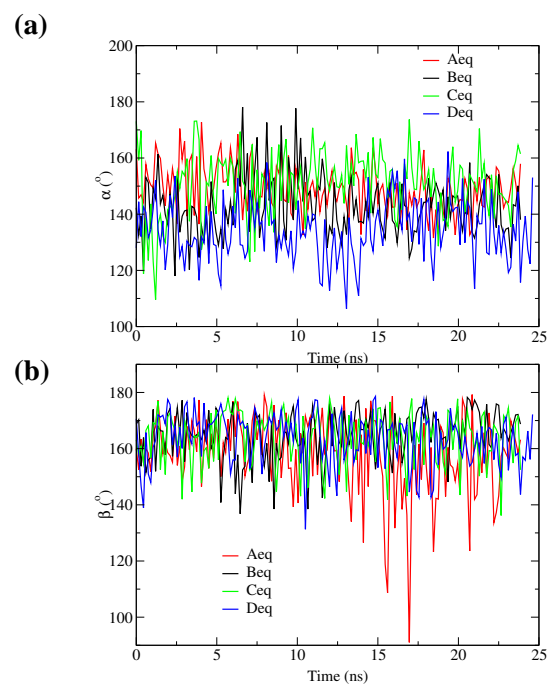 (a)
200
180
160
140
120
100
α (°)
Aeq
Beq
Ceq
Deq
0 5 10 15 20 25
Time (ns)
(b)
180
160
140
120
100
β (°)
Aeq
Beq
Ceq
Deq
0 5 10 15 20 25
Time (ns)